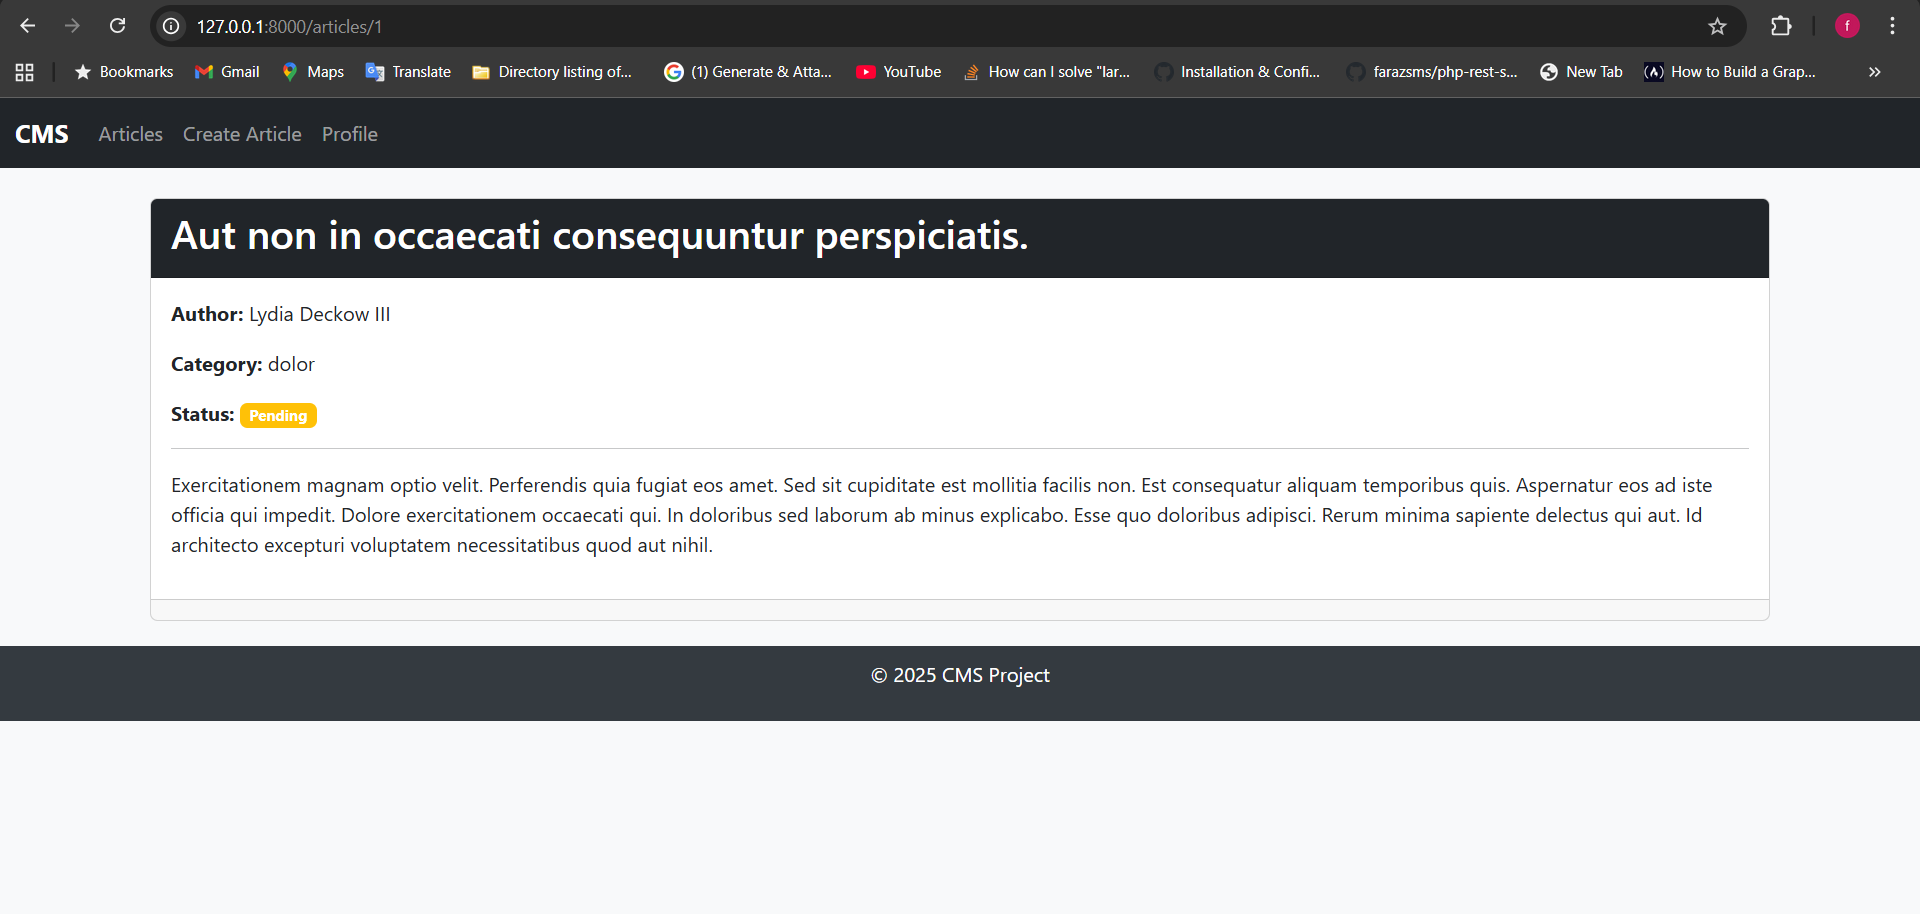 127.0.0.1:8000/articles/1
f
Bookmarks Gmail Maps Translate Directory listing of... (1) Generate & Atta... YouTube How can I solve "lar... Installation & Confi... farazsms/php-rest-s... New Tab How to Build a Grap... »
CMS Articles Create Article Profile
Aut non in occaecati consequuntur perspiciatis.
Author: Lydia Deckow III
Category: dolor
Status: Pending
Exercitationem magnam optio velit. Perferendis quia fugiat eos amet. Sed sit cupiditate est mollitia facilis non. Est consequatur aliquam temporibus quis. Aspernatur eos ad iste
officia qui impedit. Dolore exercitationem occaecati qui. In doloribus sed laborum ab minus explicabo. Esse quo doloribus adipisci. Rerum minima sapiente delectus qui aut. Id
architecto excepturi voluptatem necessitatibus quod aut nihil.
© 2025 CMS Project